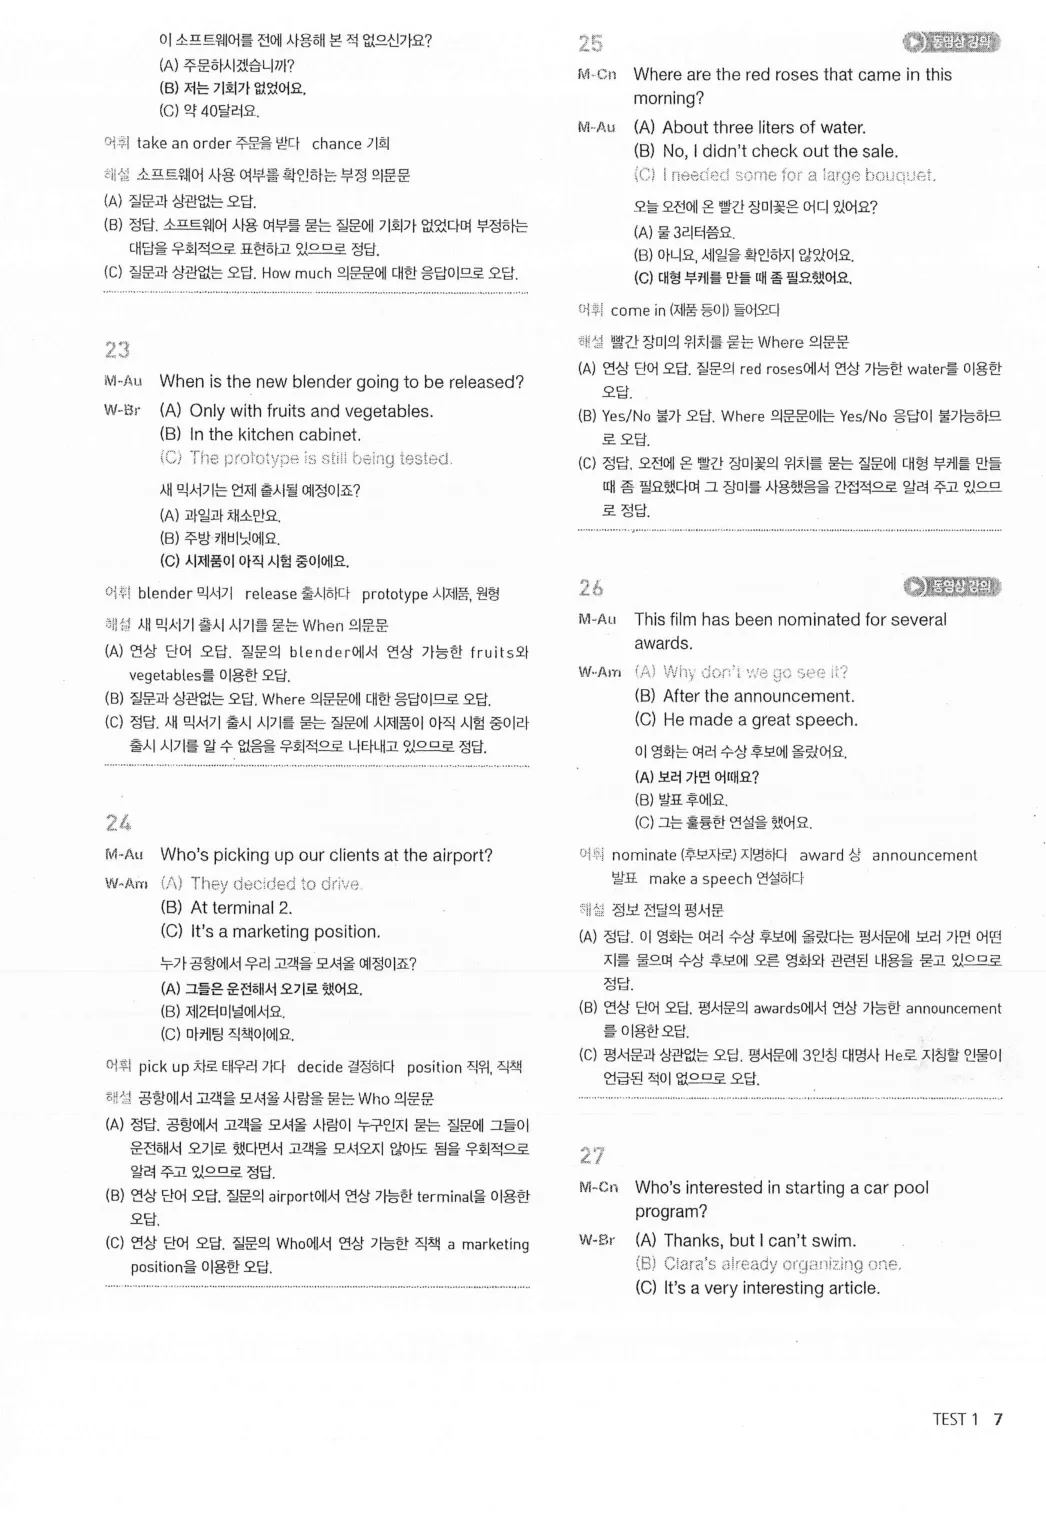 이 소프트웨어를 전에 사용해 본 적 없으신가요?
(A) 주문하시겠습니까?
(B) 저는 기회가 없었어요.
(C) 약 40달러요.
어휘 take an order 주문을 받다 chance 기회
해설 소프트웨어 사용 여부를 확인하는 부정 의문문
(A) 질문과 상관없는 오답.
(B) 정답. 소프트웨어 사용 여부를 묻는 질문에 기회가 없었다며 부정하는
대답을 우회적으로 표현하고 있으므로 정답.
(C) 질문과 상관없는 오답. How much 의문문에 대한 응답이므로 오답.
23
M-Au When is the new blender going to be released?
W-Br (A) Only with fruits and vegetables.
(B) In the kitchen cabinet.
(C) The prototype is still being tested.
새 믹서기는 언제 출시될 예정이죠?
(A) 과일과 채소만요.
(B) 주방 캐비닛에요.
(C) 시제품이 아직 시험 중이에요.
어휘 blender 믹서기 release 출시하다 prototype 시제품, 원형
해설 새 믹서기 출시 시기를 묻는 When 의문문
(A) 연상 단어 오답. 질문의 blender에서 연상 가능한 fruits와
vegetables를 이용한 오답.
(B) 질문과 상관없는 오답. Where 의문문에 대한 응답이므로 오답.
(C) 정답. 새 믹서기 출시 시기를 묻는 질문에 시제품이 아직 시험 중이라
출시 시기를 알 수 없음을 우회적으로 나타내고 있으므로 정답.
24
M-Au Who's picking up our clients at the airport?
W-Am (A) They decided to drive.
(B) At terminal 2.
(C) It's a marketing position.
누가 공항에서 우리 고객을 모셔올 예정이죠?
(A) 그들은 운전해서 오기로 했어요.
(B) 제2터미널에서요.
(C) 마케팅 직책이에요.
어휘 pick up 차로 태우러 가다 decide 결정하다 position 직위, 직책
해설 공항에서 고객을 모셔올 사람을 묻는 Who 의문문
(A) 정답. 공항에서 고객을 모셔올 사람이 누구인지 묻는 질문에 그들이
운전해서 오기로 했다면서 고객을 모셔오지 않아도 됨을 우회적으로
알려 주고 있으므로 정답.
(B) 연상 단어 오답. 질문의 airport에서 연상 가능한 terminal을 이용한
오답.
(C) 연상 단어 오답. 질문의 Who에서 연상 가능한 직책 a marketing
position을 이용한 오답.
25 동영상 강의
M-Cn Where are the red roses that came in this
morning?
M-Au (A) About three liters of water.
(B) No, I didn't check out the sale.
(C) I needed some for a large bouquet.
오늘 오전에 온 빨간 장미꽃은 어디 있어요?
(A) 물 3리터쯤요.
(B) 아니요, 세일을 확인하지 않았어요.
(C) 대형 부케를 만들 때 좀 필요했어요.
어휘 come in (제품 등이) 들어오다
해설 빨간 장미의 위치를 묻는 Where 의문문
(A) 연상 단어 오답. 질문의 red roses에서 연상 가능한 water를 이용한
오답.
(B) Yes/No 불가 오답. Where 의문문에는 Yes/No 응답이 불가능하므
로 오답.
(C) 정답. 오전에 온 빨간 장미꽃의 위치를 묻는 질문에 대형 부케를 만들
때 좀 필요했다며 그 장미를 사용했음을 간접적으로 알려 주고 있으므
로 정답.
26 동영상 강의
M-Au This film has been nominated for several
awards.
W-Am (A) Why don't we go see it?
(B) After the announcement.
(C) He made a great speech.
이 영화는 여러 수상 후보에 올랐어요.
(A) 보러 가면 어때요?
(B) 발표 후에요.
(C) 그는 훌륭한 연설을 했어요.
어휘 nominate (후보자로) 지명하다 award 상 announcement
발표 make a speech 연설하다
해설 정보 전달의 평서문
(A) 정답. 이 영화는 여러 수상 후보에 올랐다는 평서문에 보러 가면 어떤
지를 물으며 수상 후보에 오른 영화와 관련된 내용을 묻고 있으므로
정답.
(B) 연상 단어 오답. 평서문의 awards에서 연상 가능한 announcement
를 이용한 오답.
(C) 평서문과 상관없는 오답. 평서문에 3인칭 대명사 He로 지칭할 인물이
언급된 적이 없으므로 오답.
27
M-Cn Who's interested in starting a car pool
program?
W-Br (A) Thanks, but I can't swim.
(B) Clara's already organizing one.
(C) It's a very interesting article.
TEST 1 7